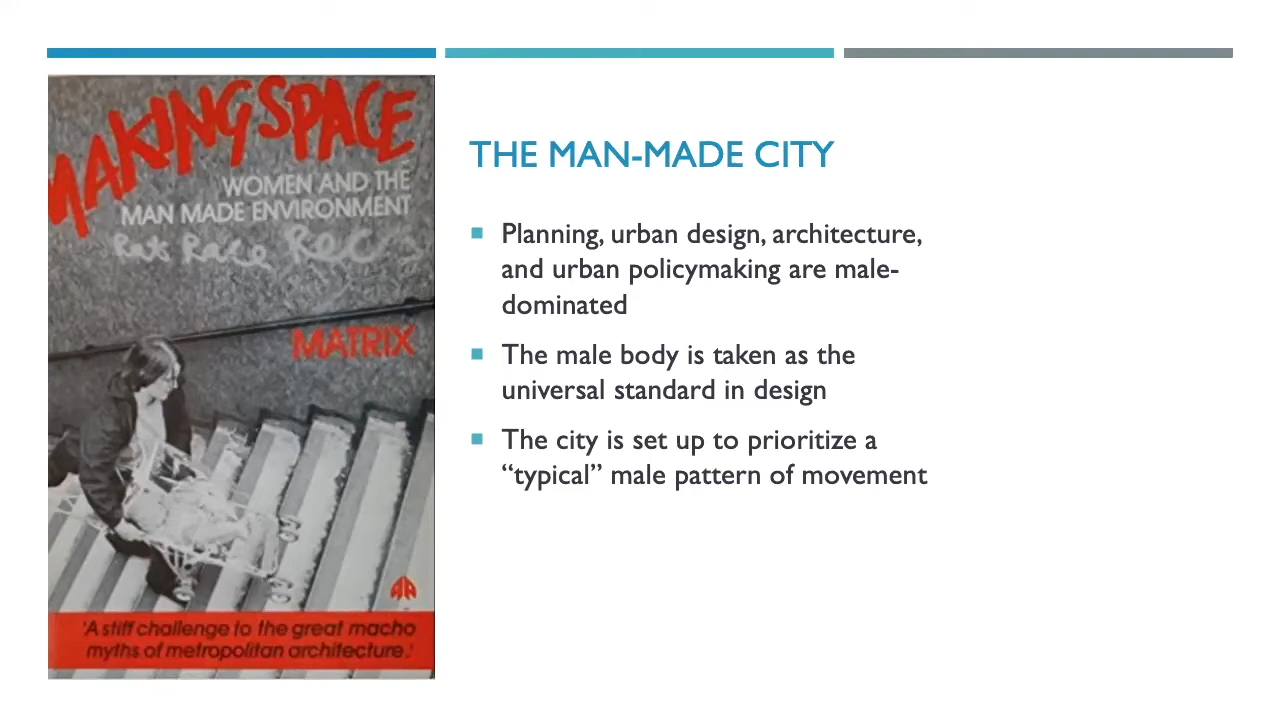 MAKING SPACE
WOMEN AND THE
MAN MADE ENVIRONMENT
Rat Race
MATRIX
'A stiff challenge to the great macho
myths of metropolitan architecture.'
THE MAN-MADE CITY
Planning, urban design, architecture,
and urban policymaking are male-
dominated
The male body is taken as the
universal standard in design
The city is set up to prioritize a
“typical” male pattern of movement